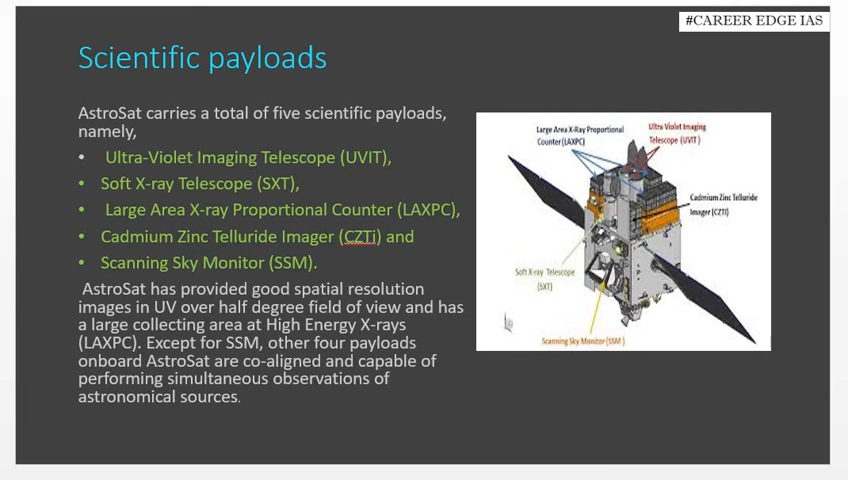 #CAREER EDGE IAS
Scientific payloads
AstroSat carries a total of five scientific payloads,
namely,
• Ultra-Violet Imaging Telescope (UVIT),
• Soft X-ray Telescope (SXT),
• Large Area X-ray Proportional Counter (LAXPC),
• Cadmium Zinc Telluride Imager (CZTi) and
• Scanning Sky Monitor (SSM).
AstroSat has provided good spatial resolution
images in UV over half degree field of view and has
a large collecting area at High Energy X-rays
(LAXPC). Except for SSM, other four payloads
onboard AstroSat are co-aligned and capable of
performing simultaneous observations of
astronomical sources.
Large Area X-Ray Proportional
Counter (LAXPC)
Ultra Violet Imaging
Telescope (UVIT )
Cadmium Zinc Telluride
Imager (CZTI)
Soft X-ray Telescope
(SXT)
Scanning Sky Monitor (SSM )